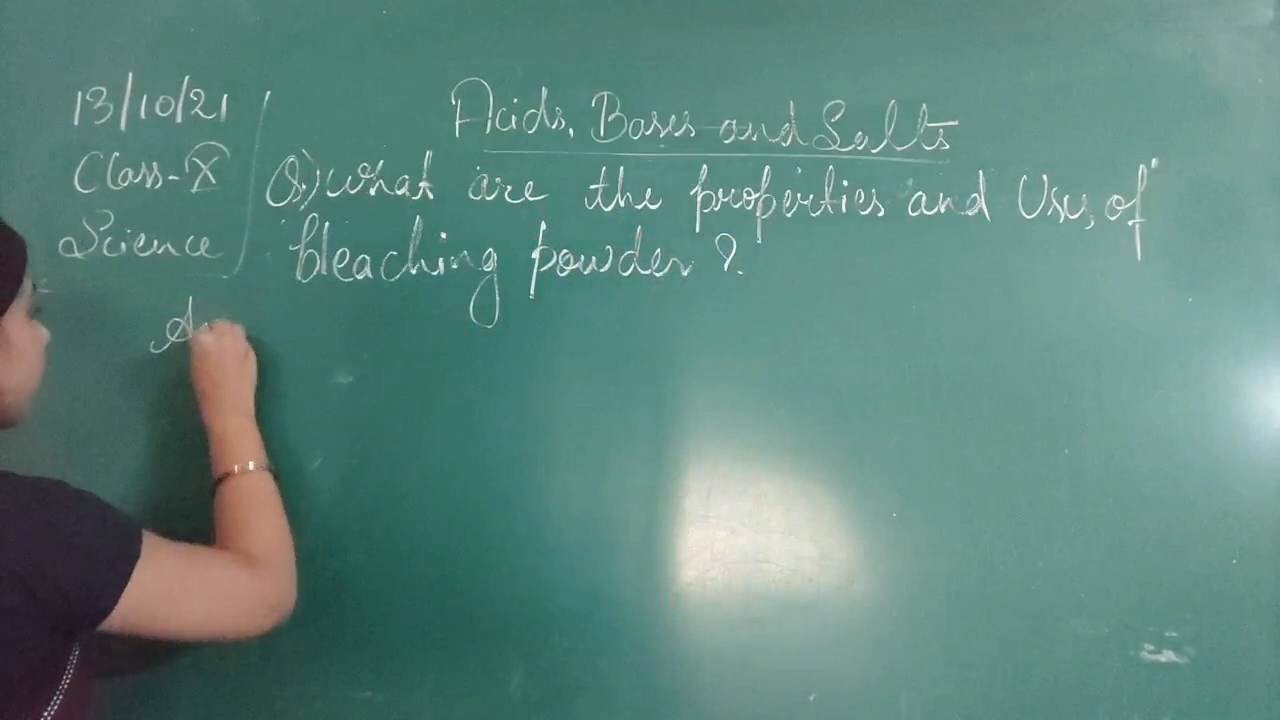 13/10/21
Class-X
Science
Acids, Bases and Salts
Q.) what are the properties and Uses of
bleaching powder ?